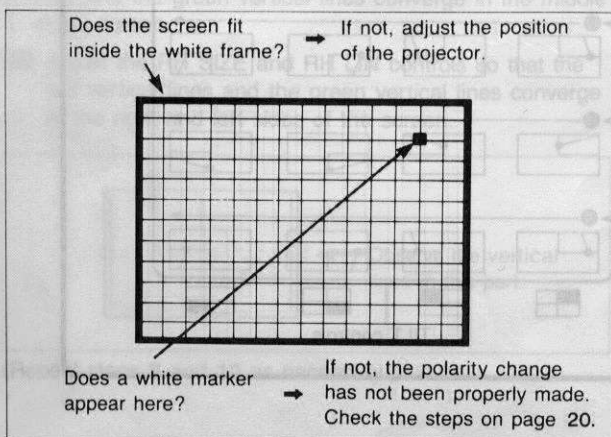 Does the screen fit
inside the white frame?
➡ If not, adjust the position
of the projector.
Does a white marker
appear here?
➡ If not, the polarity change
has not been properly made.
Check the steps on page 20.